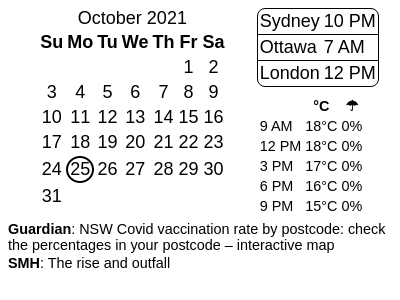 October 2021
Su Mo Tu We Th Fr Sa
1 2
3 4 5 6 7 8 9
10 11 12 13 14 15 16
17 18 19 20 21 22 23
24 25 26 27 28 29 30
31
Sydney 10 PM
Ottawa 7 AM
London 12 PM
°C ☂
9 AM 18°C 0%
12 PM 18°C 0%
3 PM 17°C 0%
6 PM 16°C 0%
9 PM 15°C 0%
Guardian: NSW Covid vaccination rate by postcode: check
the percentages in your postcode – interactive map
SMH: The rise and outfall